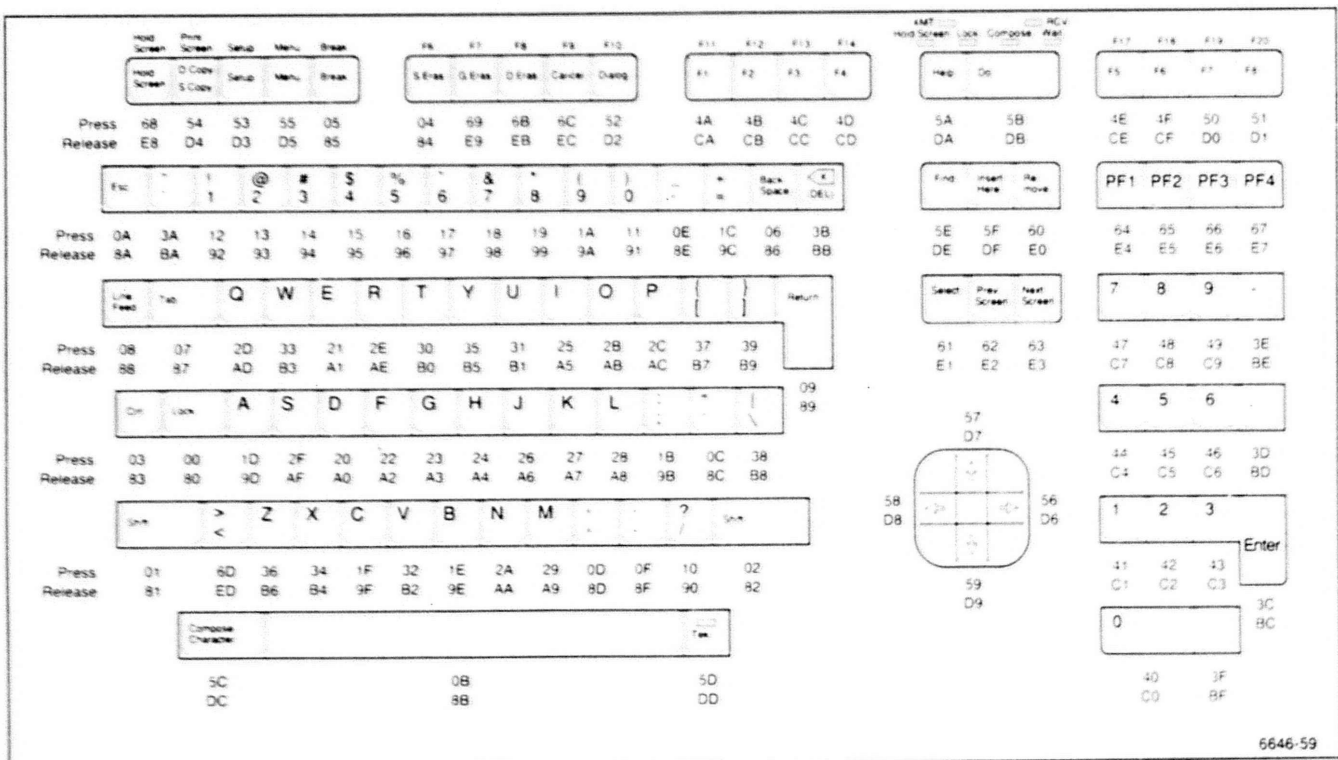 Hold Screen Print Screen Setup Menu Break F6 F7 F8 F9 F10 F11 F12 F13 F14 XMT Hold Screen Lock Compose RCV Wait F17 F18 F19 F20
Hold Screen D Copy S Copy Setup Menu Break S Eras G Eras D Eras Cancel Dialog F1 F2 F3 F4 Help Do F5 F6 F7 F8
Press 68 54 53 55 05 04 69 6B 6C 52 4A 4B 4C 4D 5A 5B 4E 4F 50 51
Release E8 D4 D3 D5 85 84 E9 EB EC D2 CA CB CC CD DA DB CE CF D0 D1
Esc ! 1 @ 2 # 3 $ 4 % 5 6 & 7 * 8 ( 9 ) 0 _ - + = Back Space DEL Find Insert Here Re move PF1 PF2 PF3 PF4
Press 0A 3A 12 13 14 15 16 17 18 19 1A 11 0E 1C 06 3B 5E 5F 60 64 65 66 67
Release 8A BA 92 93 94 95 96 97 98 99 9A 91 8E 9C 86 BB DE DF E0 E4 E5 E6 E7
Line Feed Tab Q W E R T Y U I O P { [ } ] Return Select Prev Screen Next Screen 7 8 9 -
Press 08 07 2D 33 21 2E 30 35 31 25 2B 2C 37 39 61 62 63 47 48 49 3E
Release 88 87 AD B3 A1 AE B0 B5 B1 A5 AB AC B7 B9 E1 E2 E3 C7 C8 C9 BE
09
89
Ctrl Lock A S D F G H J K L : ; " | \ 4 5 6
57
D7
Press 03 00 1D 2F 20 22 23 24 26 27 28 1B 0C 38 44 45 46 3D
Release 83 80 9D AF A0 A2 A3 A4 A6 A7 A8 9B 8C B8 C4 C5 C6 BD
Shift > < Z X C V B N M ? / Shift 58 D8 56 D6 1 2 3 Enter
Press 01 6D 36 34 1F 32 1E 2A 29 0D 0F 10 02 41 42 43
Release 81 ED B6 B4 9F B2 9E AA A9 8D 8F 90 82 C1 C2 C3
59
D9
3C
BC
Compose Character Tek 0
5C 0B 5D 40 3F
DC 8B DD C0 BF
6646-59